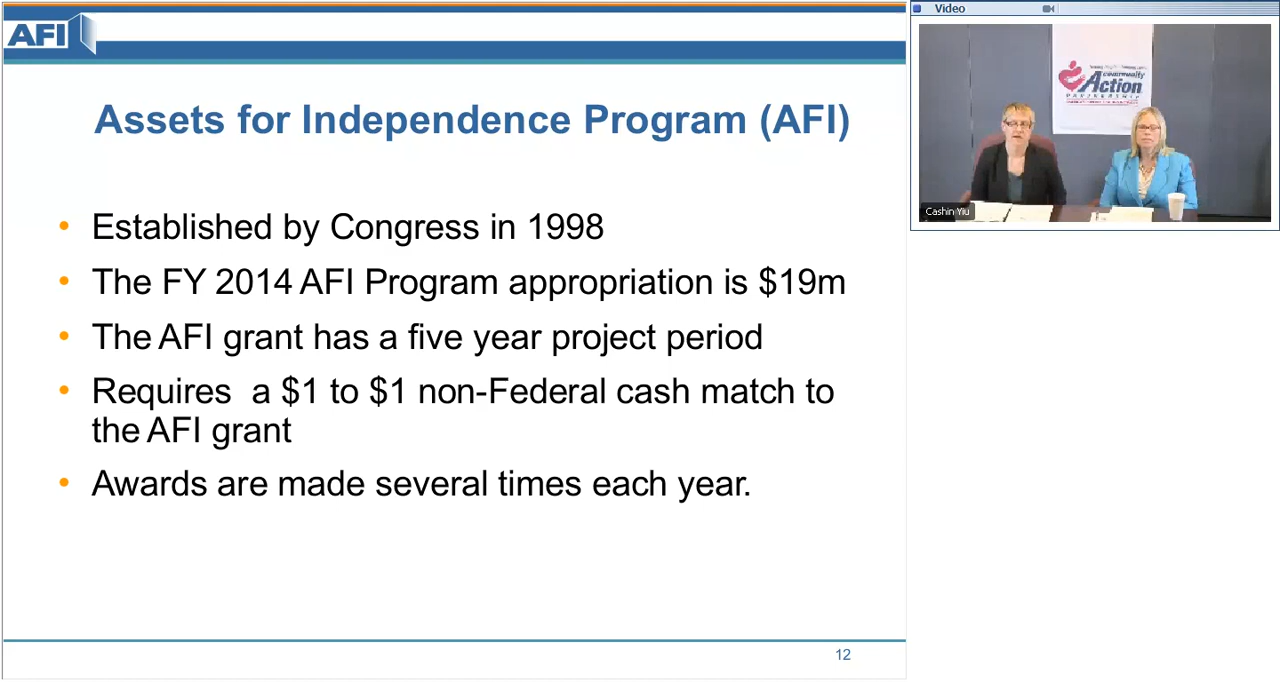 AFI
Assets for Independence Program (AFI)
• Established by Congress in 1998
• The FY 2014 AFI Program appropriation is $19m
• The AFI grant has a five year project period
• Requires  a $1 to $1 non-Federal cash match to
the AFI grant
• Awards are made several times each year.
12
Video
community
Action
PARTNERSHIP
Cashin Yiu